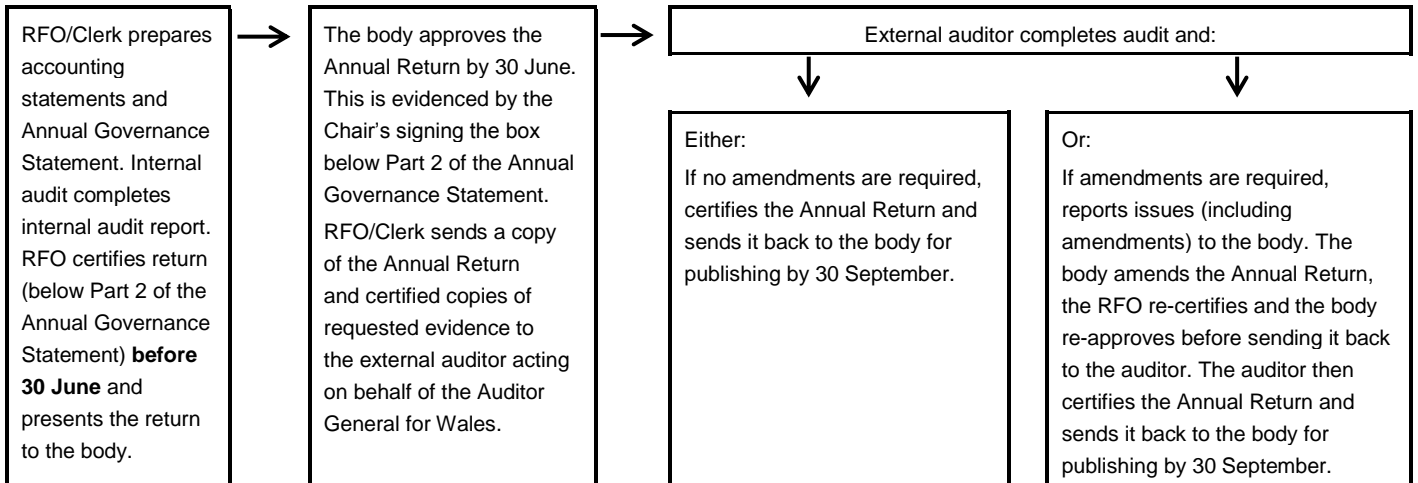 RFO/Clerk prepares
accounting
statements and
Annual Governance
Statement. Internal
audit completes
internal audit report.
RFO certifies return
(below Part 2 of the
Annual Governance
Statement) before
30 June and
presents the return
to the body.
The body approves the
Annual Return by 30 June.
This is evidenced by the
Chair's signing the box
below Part 2 of the Annual
Governance Statement.
RFO/Clerk sends a copy
of the Annual Return
and certified copies of
requested evidence to
the external auditor acting
on behalf of the Auditor
General for Wales.
External auditor completes audit and:
Either:
If no amendments are required,
certifies the Annual Return and
sends it back to the body for
publishing by 30 September.
Or:
If amendments are required,
reports issues (including
amendments) to the body. The
body amends the Annual Return,
the RFO re-certifies and the body
re-approves before sending it back
to the auditor. The auditor then
certifies the Annual Return and
sends it back to the body for
publishing by 30 September.